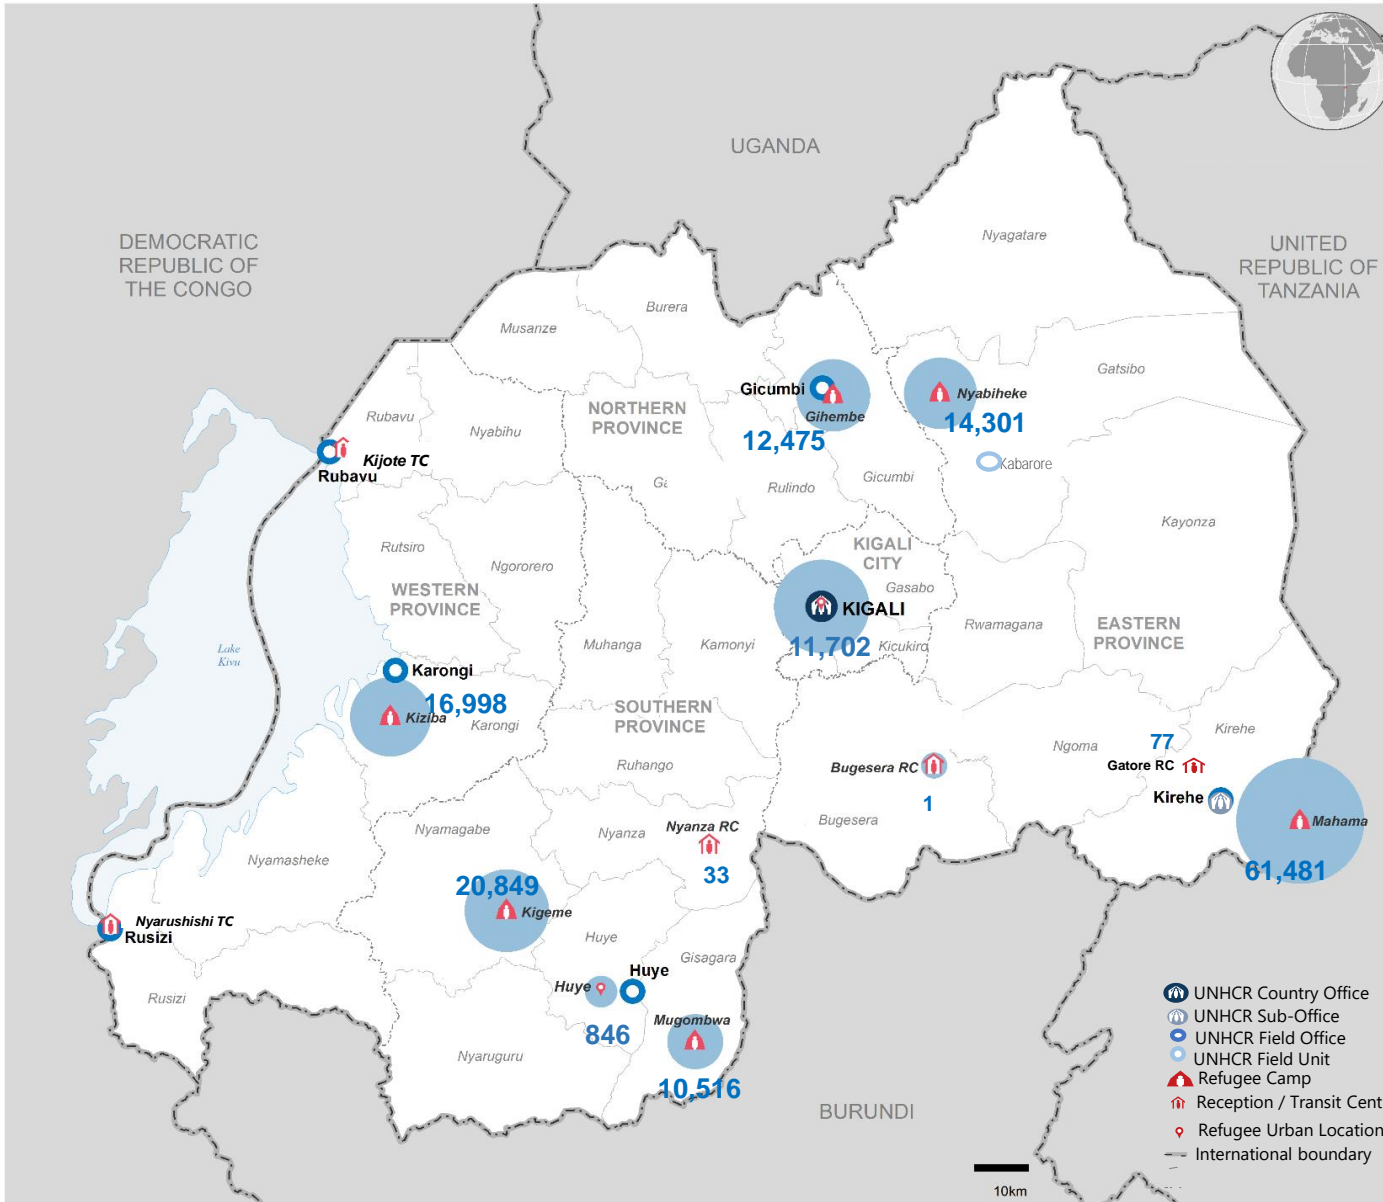 UGANDA
DEMOCRATIC
REPUBLIC OF
THE CONGO
UNITED
REPUBLIC OF
TANZANIA
Nyagatare
Burera
Musanze
Gatsibo
Gicumbi
Gihembe
12,475
Nyabiheke
14,301
Kabarore
NORTHERN
PROVINCE
Rubavu
Nyabihu
Kijote TC
Rubavu
Rulindo
Gicumbi
Kayonza
Rutsiro
Ngororero
WESTERN
PROVINCE
KIGALI
CITY
Gasabo
KIGALI
11,702
Kicukiro
Rwamagana
EASTERN
PROVINCE
Lake
Kivu
Muhanga
Kamonyi
Karongi
16,998
Kiziba
Karongi
SOUTHERN
PROVINCE
Ruhango
Ngoma
Kirehe
77
Gatore RC
Kirehe
Mahama
61,481
Bugesera RC
1
Bugesera
Nyamagabe
Nyanza
Nyanza RC
33
Nyamasheke
20,849
Kigeme
Nyarushishi TC
Rusizi
Rusizi
Huye
Gisagara
Huye
Huye
846
Mugombwa
10,516
Nyaruguru
BURUNDI
UNHCR Country Office
UNHCR Sub-Office
UNHCR Field Office
UNHCR Field Unit
Refugee Camp
Reception / Transit Cent
Refugee Urban Location
International boundary
10km